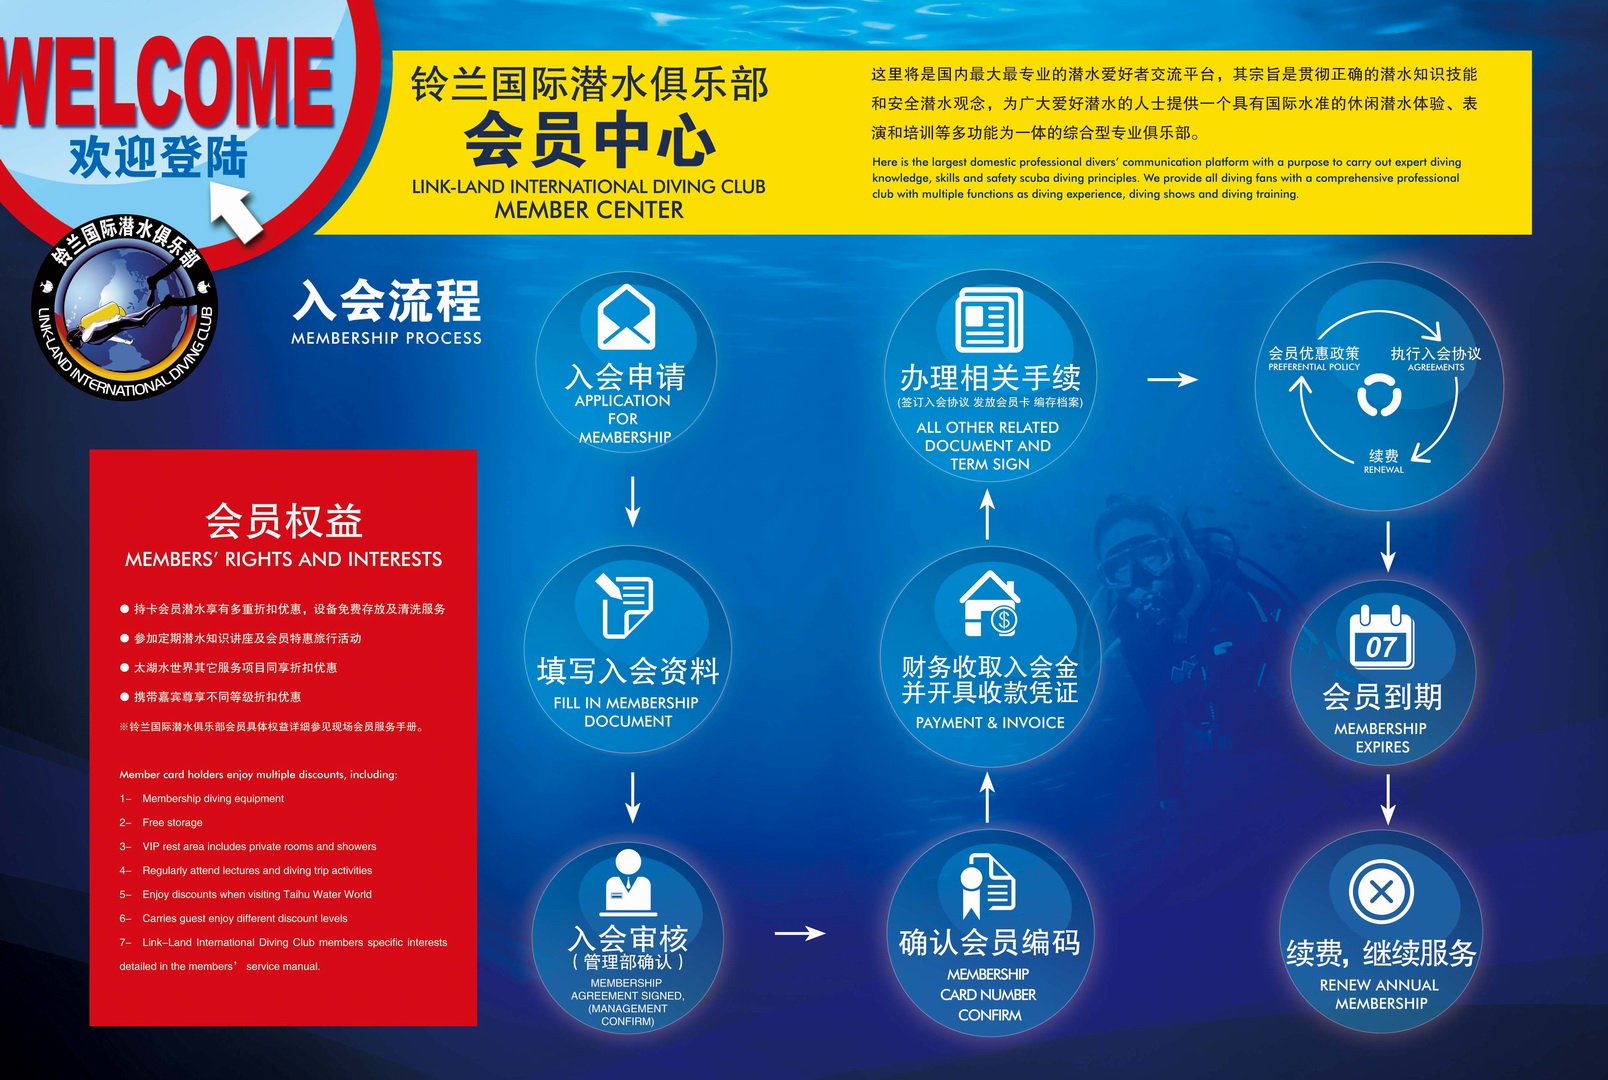 WELCOME
欢迎登陆
铃兰国际潜水俱乐部
LINK-LAND INTERNATIONAL DIVING CLUB
铃兰国际潜水俱乐部
会员中心
LINK-LAND INTERNATIONAL DIVING CLUB
MEMBER CENTER
这里将是国内最大最专业的潜水爱好者交流平台，其宗旨是贯彻正确的潜水知识技能
和安全潜水观念，为广大爱好潜水的人士提供一个具有国际水准的休闲潜水体验、表
演和培训等多功能为一体的综合型专业俱乐部。
Here is the largest domestic professional divers' communication platform with a purpose to carry out expert diving
knowledge, skills and safety scuba diving principles. We provide all diving fans with a comprehensive professional
club with multiple functions as diving experience, diving shows and diving training.
入会流程
MEMBERSHIP PROCESS
会员权益
MEMBERS' RIGHTS AND INTERESTS
● 持卡会员潜水享有多重折扣优惠，设备免费存放及清洗服务
● 参加定期潜水知识讲座及会员特惠旅行活动
● 太湖水世界其它服务项目同享折扣优惠
● 携带嘉宾尊享不同等级折扣优惠
※铃兰国际潜水俱乐部会员具体权益详细参见现场会员服务手册。
Member card holders enjoy multiple discounts, including:
1- Membership diving equipment
2- Free storage
3- VIP rest area includes private rooms and showers
4- Regularly attend lectures and diving trip activities
5- Enjoy discounts when visiting Taihu Water World
6- Carries guest enjoy different discount levels
7- Link-Land International Diving Club members specific interests
detailed in the members' service manual.
入会申请
APPLICATION
FOR
MEMBERSHIP
填写入会资料
FILL IN MEMBERSHIP
DOCUMENT
入会审核
(管理部确认)
MEMBERSHIP
AGREEMENT SIGNED,
(MANAGEMENT
CONFIRM)
确认会员编码
MEMBERSHIP
CARD NUMBER
CONFIRM
$
财务收取入会金
并开具收款凭证
PAYMENT & INVOICE
办理相关手续
(签订入会协议 发放会员卡 编存档案)
ALL OTHER RELATED
DOCUMENT AND
TERM SIGN
会员优惠政策
PREFERENTIAL POLICY
执行入会协议
AGREEMENTS
续费
RENEWAL
07
会员到期
MEMBERSHIP
EXPIRES
续费，继续服务
RENEW ANNUAL
MEMBERSHIP